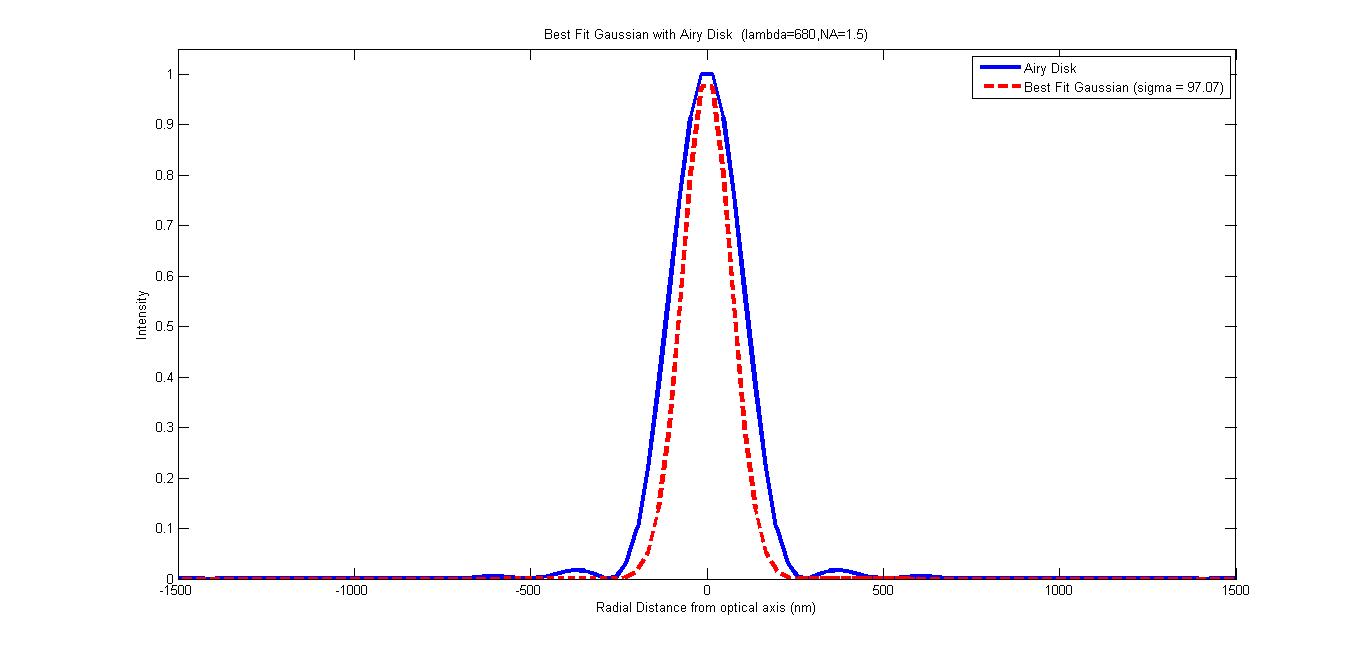 Best Fit Gaussian with Airy Disk (lambda=680,NA=1.5)
Airy Disk
Best Fit Gaussian (sigma = 97.07)
Intensity
1
0.9
0.8
0.7
0.6
0.5
0.4
0.3
0.2
0.1
0
-1500 -1000 -500 0 500 1000 1500
Radial Distance from optical axis (nm)